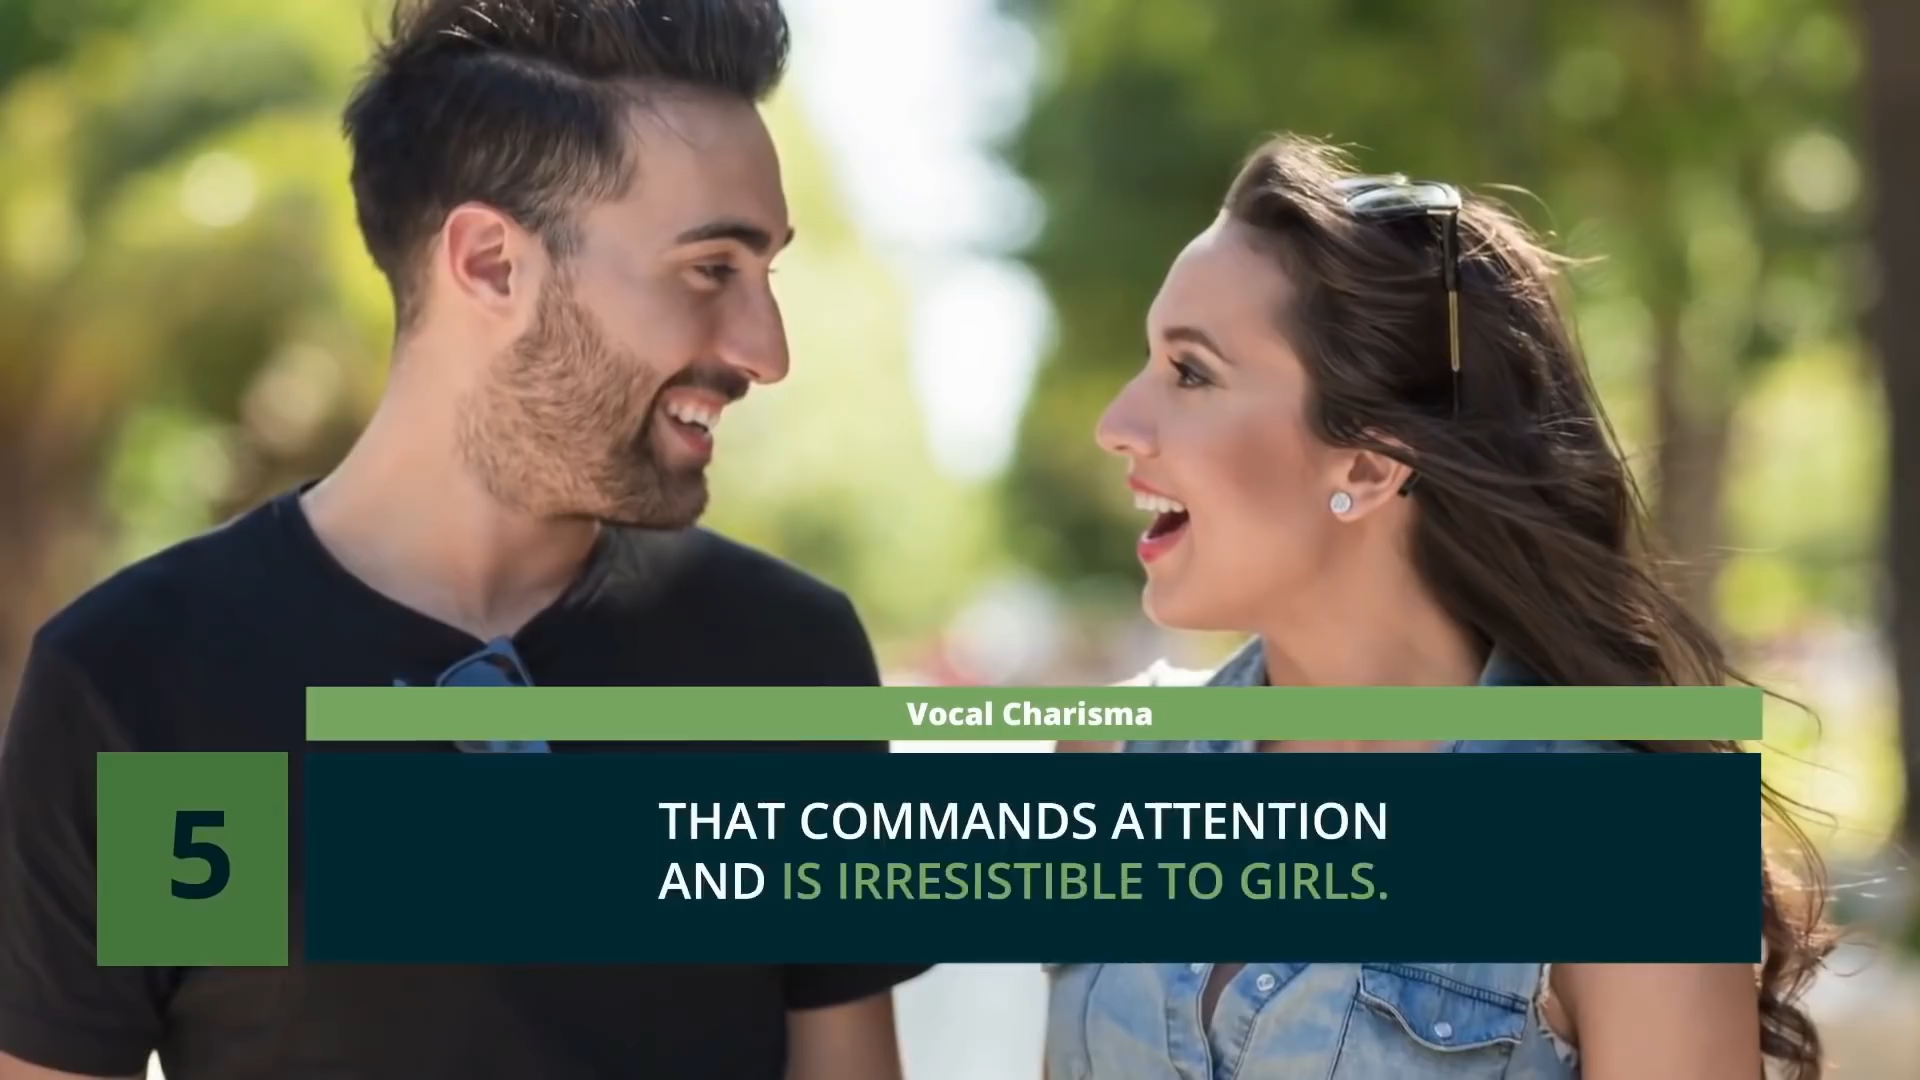 Vocal Charisma
5
THAT COMMANDS ATTENTION
AND IS IRRESISTIBLE TO GIRLS.